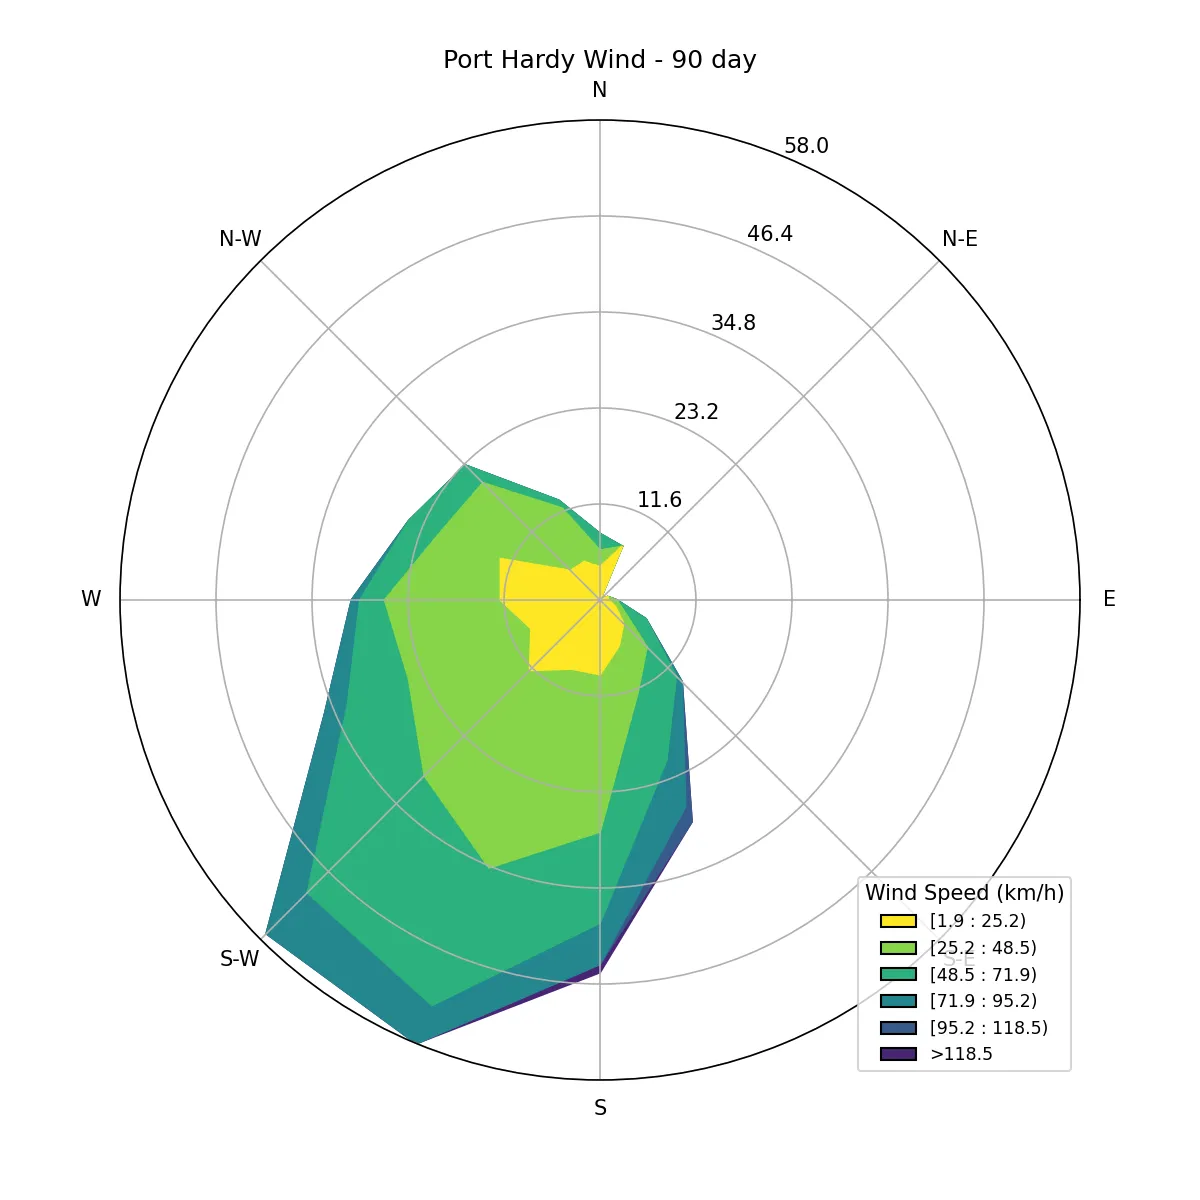 Port Hardy Wind - 90 day
N
58.0
N-W
46.4
N-E
34.8
23.2
11.6
W
E
Wind Speed (km/h)
[1.9 : 25.2)
[25.2 : 48.5)
S-W
S-E
[48.5 : 71.9)
[71.9 : 95.2)
[95.2 : 118.5)
>118.5
S